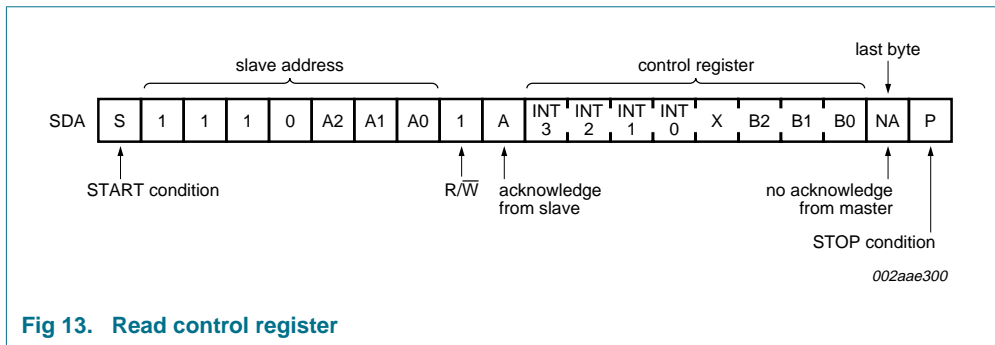 last byte
slave address control register
SDA S 1 1 1 0 A2 A1 A0 1 A INT 3 INT 2 INT 1 INT 0 X B2 B1 B0 NA P
START condition R/W̅ acknowledge from slave no acknowledge from master
STOP condition
002aae300
Fig 13. Read control register